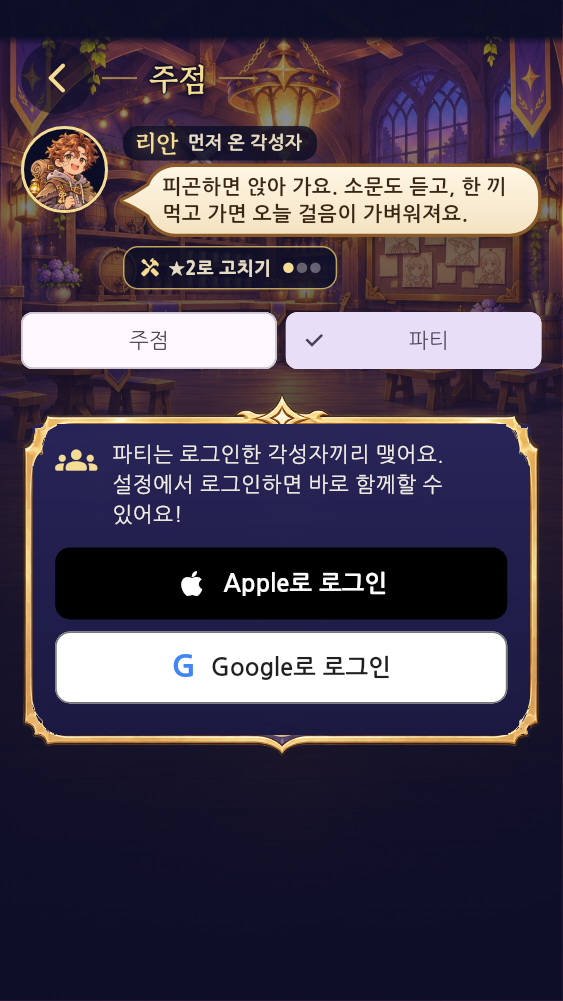 주점
리안 먼저 온 각성자
피곤하면 앉아 가요. 소문도 듣고, 한 끼
먹고 가면 오늘 걸음이 가벼워져요.
★2로 고치기
주점
파티
파티는 로그인한 각성자끼리 맺어요.
설정에서 로그인하면 바로 함께할 수
있어요!
Apple로 로그인
G Google로 로그인